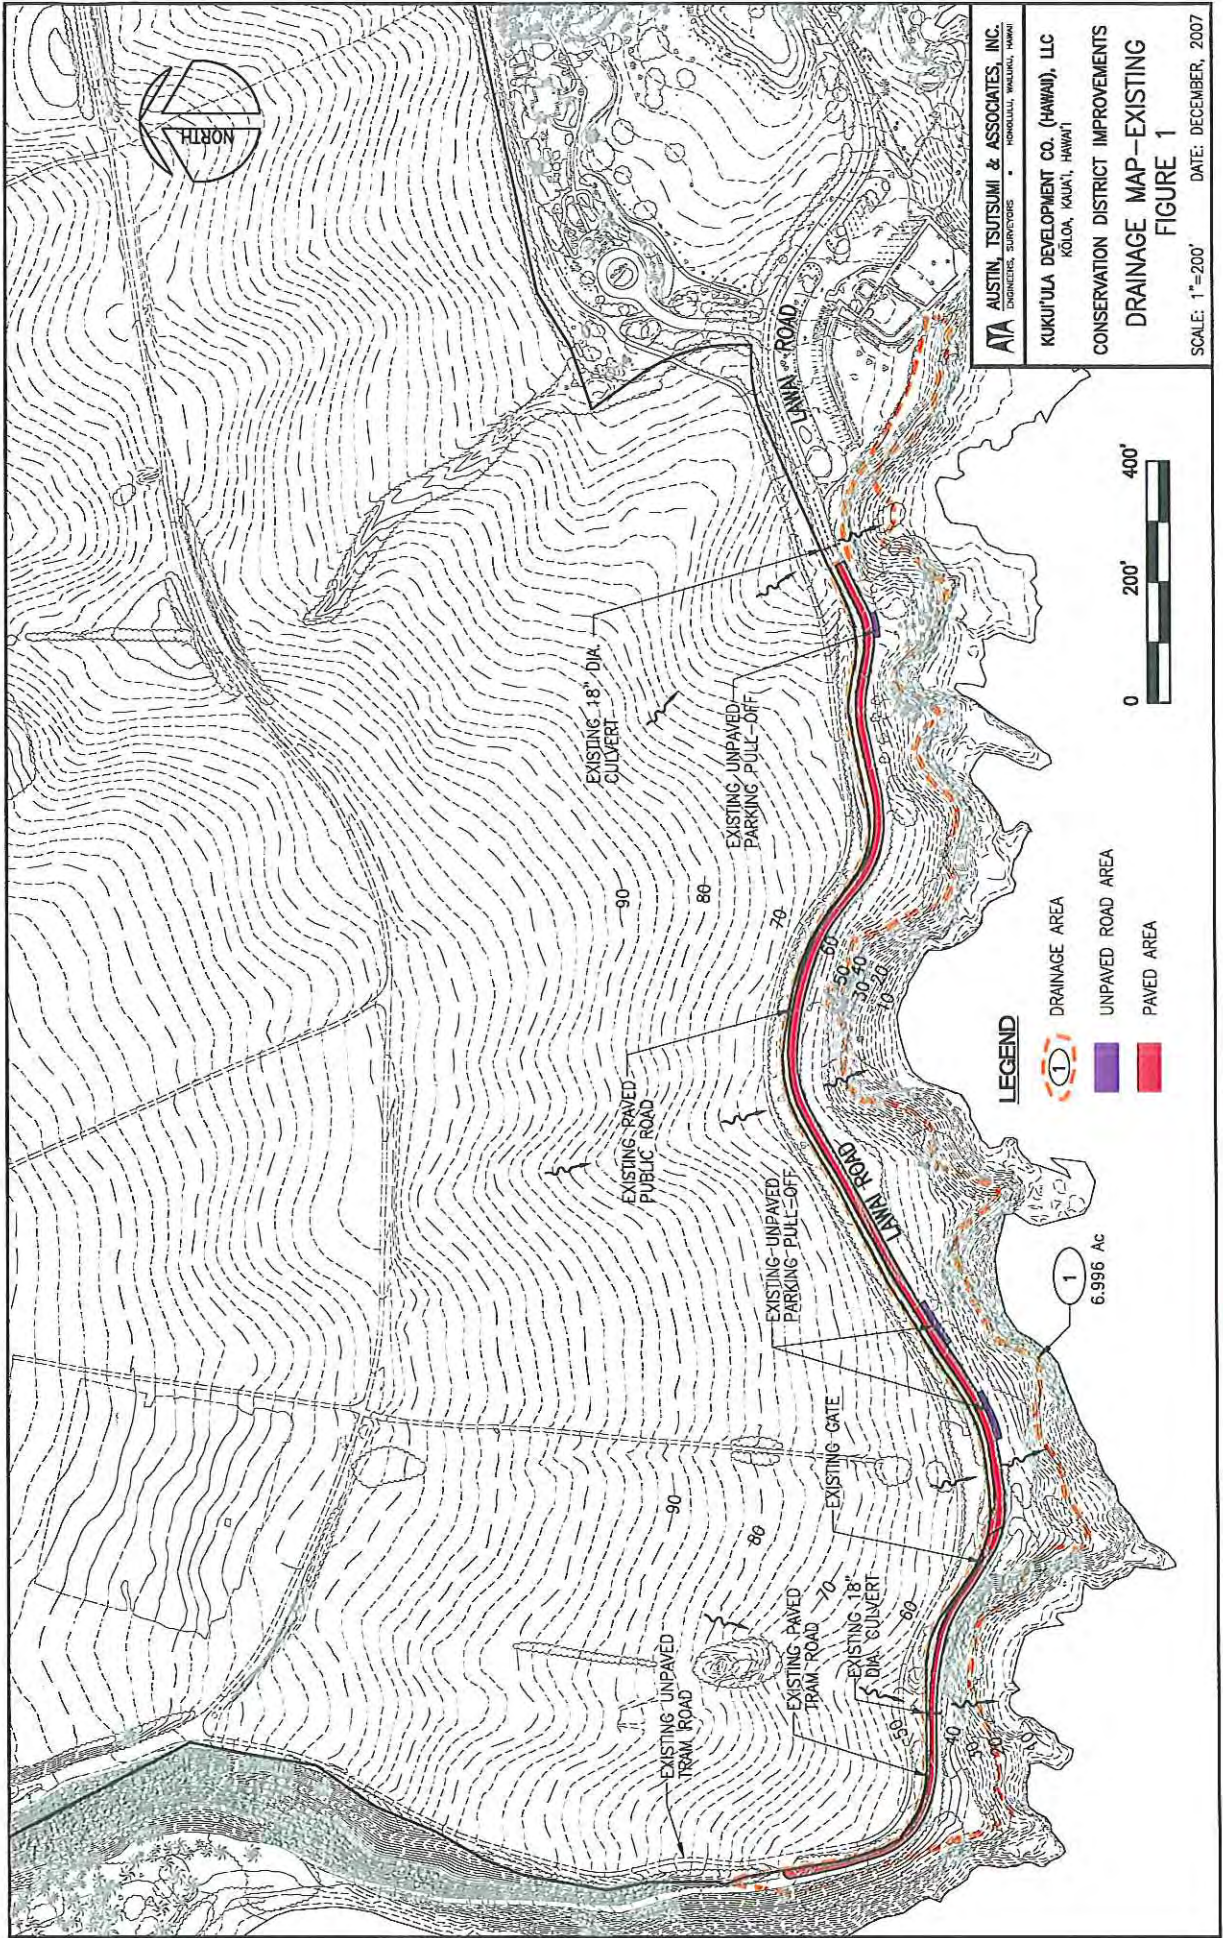 NORTH
EXISTING UNPAVED
TRAM ROAD
EXISTING PAVED
TRAM ROAD
EXISTING 18"
DIA. CULVERT
EXISTING GATE
EXISTING UNPAVED
PARKING PULL-OFF
EXISTING PAVED
PUBLIC ROAD
EXISTING UNPAVED
PARKING PULL-OFF
EXISTING 18" DIA.
CULVERT
LAWAI ROAD
LAWAI ROAD
90
80
70
60
50
40
30
20
10
90
80
70
60
50
40
30
20
10
1
6.996 Ac
LEGEND
1
DRAINAGE AREA
UNPAVED ROAD AREA
PAVED AREA
0
200'
400'
ATA
AUSTIN, TSUTSUMI & ASSOCIATES, INC.
ENGINEERS, SURVEYORS • HONOLULU, WAILUKU, HAWAII
KUKUI'ULA DEVELOPMENT CO. (HAWAII), LLC
KŌLOA, KAUA'I, HAWAI'I
CONSERVATION DISTRICT IMPROVEMENTS
DRAINAGE MAP-EXISTING
FIGURE 1
SCALE: 1"=200'
DATE: DECEMBER, 2007